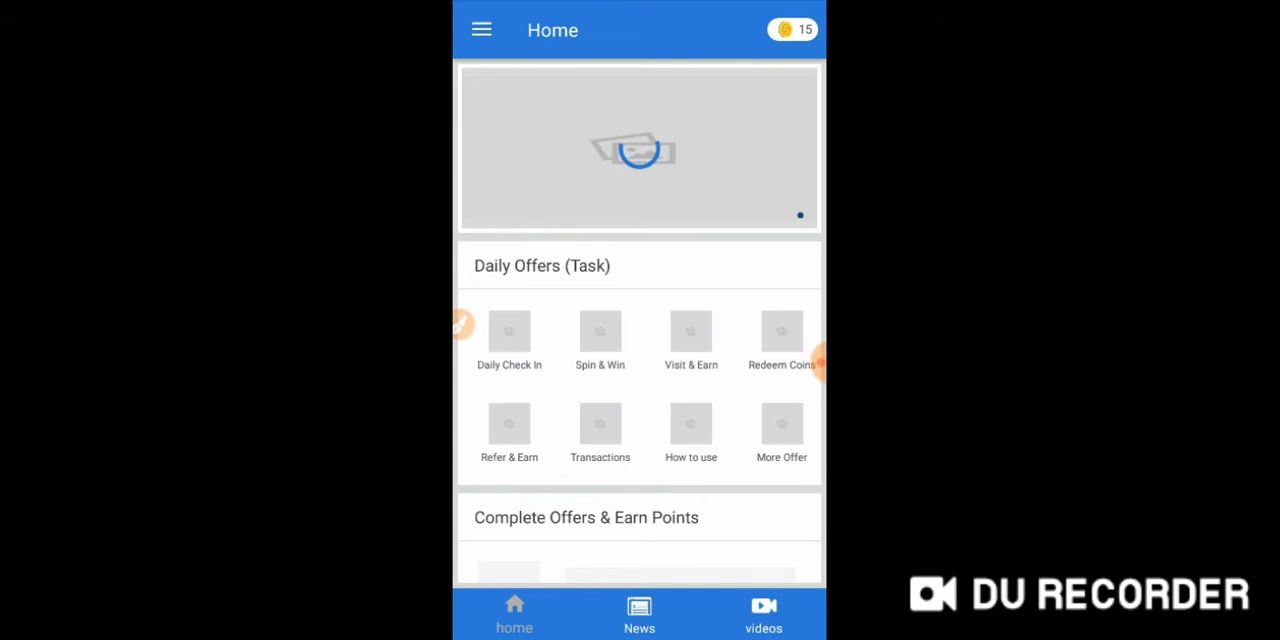 Home
15
Daily Offers (Task)
Daily Check In
Spin & Win
Visit & Earn
Redeem Coins
Refer & Earn
Transactions
How to use
More Offer
Complete Offers & Earn Points
home
News
videos
DU RECORDER